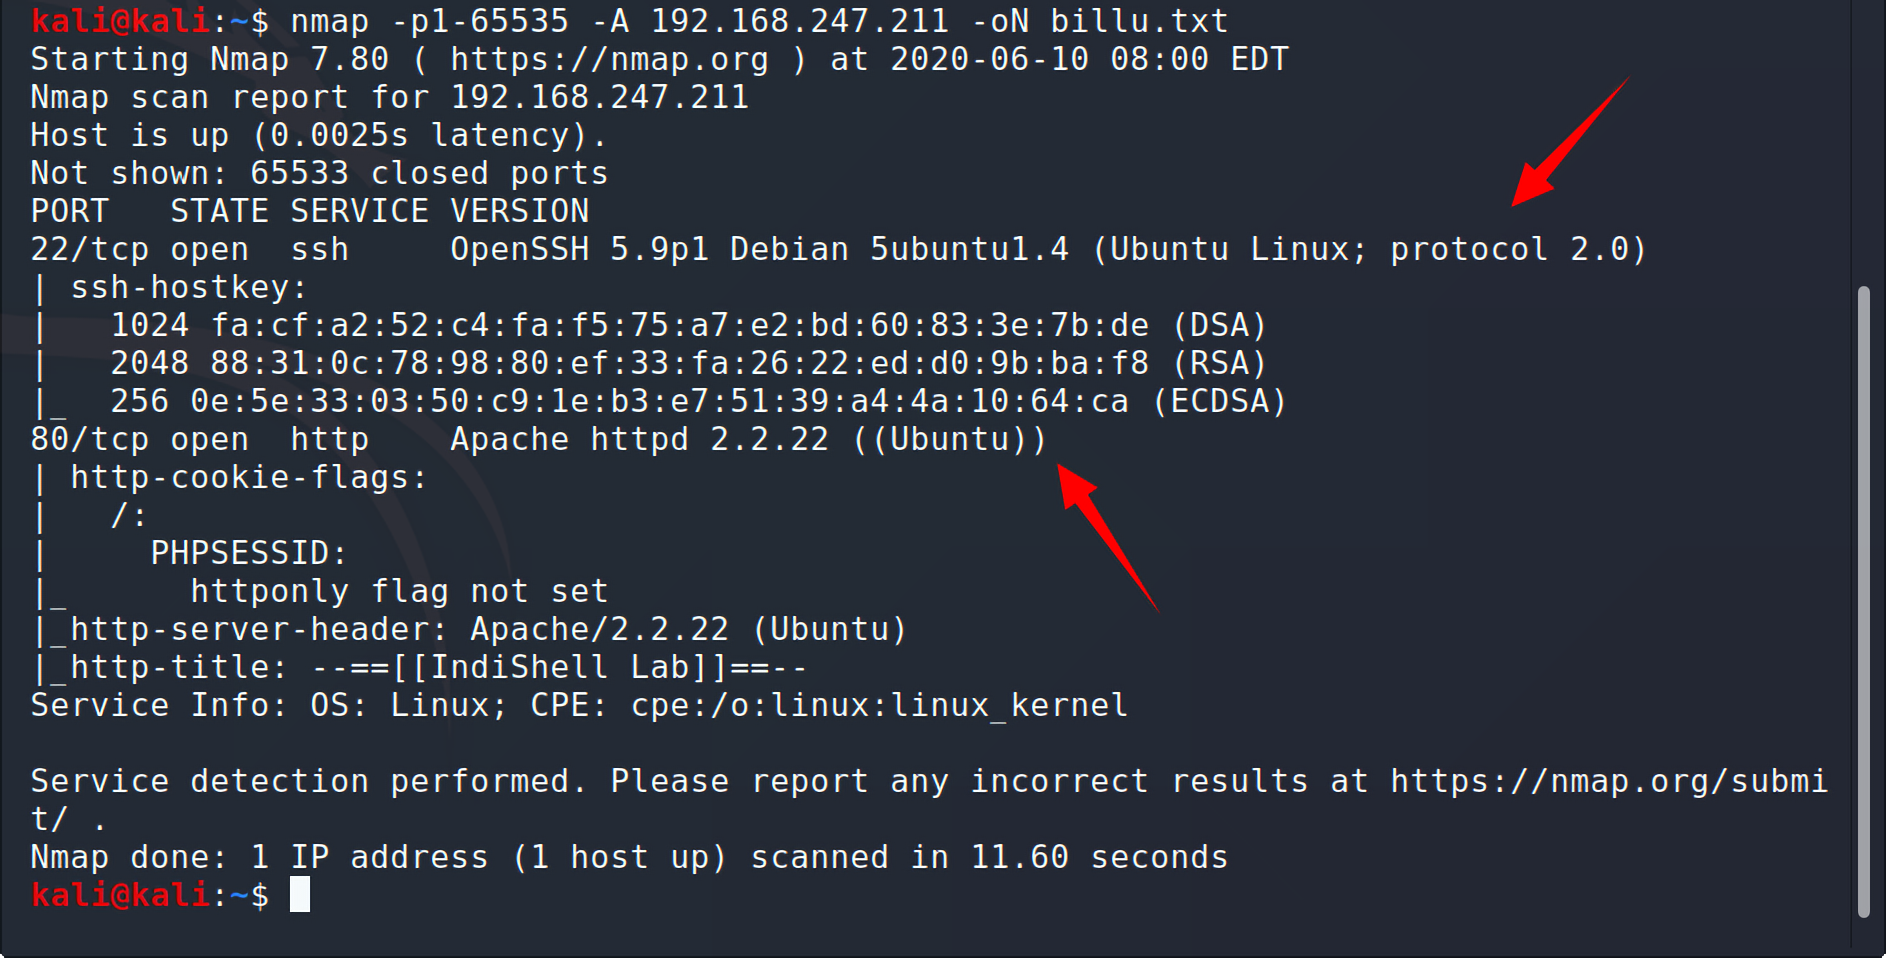 kali@kali:~$ nmap -p1-65535 -A 192.168.247.211 -oN billu.txt
Starting Nmap 7.80 ( https://nmap.org ) at 2020-06-10 08:00 EDT
Nmap scan report for 192.168.247.211
Host is up (0.0025s latency).
Not shown: 65533 closed ports
PORT   STATE SERVICE VERSION
22/tcp open  ssh     OpenSSH 5.9p1 Debian 5ubuntu1.4 (Ubuntu Linux; protocol 2.0)
| ssh-hostkey:
|   1024 fa:cf:a2:52:c4:fa:f5:75:a7:e2:bd:60:83:3e:7b:de (DSA)
|   2048 88:31:0c:78:98:80:ef:33:fa:26:22:ed:d0:9b:ba:f8 (RSA)
|_  256 0e:5e:33:03:50:c9:1e:b3:e7:51:39:a4:4a:10:64:ca (ECDSA)
80/tcp open  http    Apache httpd 2.2.22 ((Ubuntu))
| http-cookie-flags:
|   /:
|     PHPSESSID:
|_      httponly flag not set
|_http-server-header: Apache/2.2.22 (Ubuntu)
|_http-title: --==[[IndiShell Lab]]==--
Service Info: OS: Linux; CPE: cpe:/o:linux:linux_kernel

Service detection performed. Please report any incorrect results at https://nmap.org/submi
t/ .
Nmap done: 1 IP address (1 host up) scanned in 11.60 seconds
kali@kali:~$